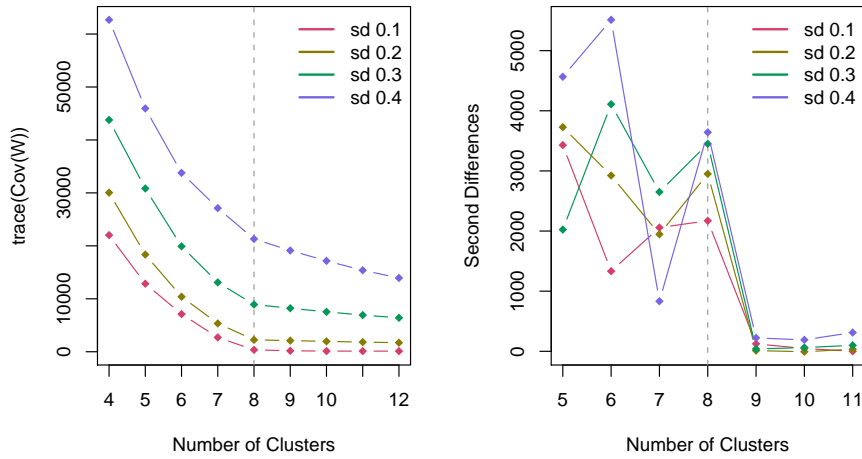 trace(Cov(W))
0 10000 30000 50000
sd 0.1
sd 0.2
sd 0.3
sd 0.4
4 5 6 7 8 9 10 12
Number of Clusters
Second Differences
0 1000 2000 3000 4000 5000
sd 0.1
sd 0.2
sd 0.3
sd 0.4
5 6 7 8 9 10 11
Number of Clusters